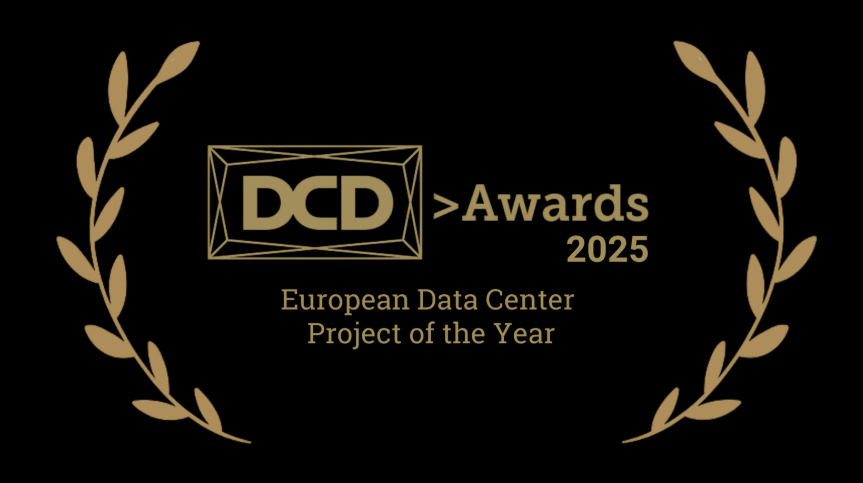 DCD >Awards
2025
European Data Center
Project of the Year